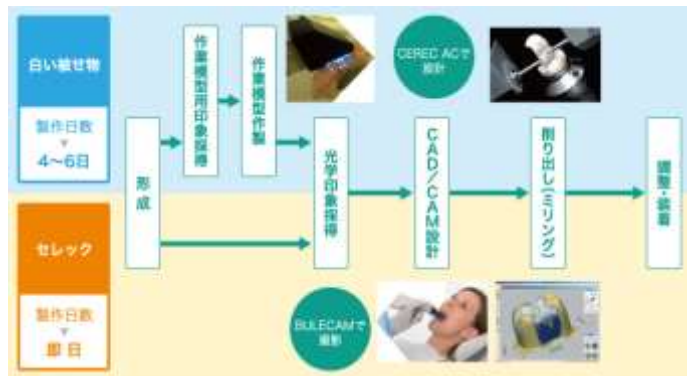 白い被せ物
製作日数
▼
4〜6日
セレック
製作日数
▼
即日
形成
作業模型用印象採得
作業模型作製
光学印象採得
CAD/CAM設計
削り出し(ミリング)
調整・装着
CEREC ACで
設計
BULECAMで
撮影